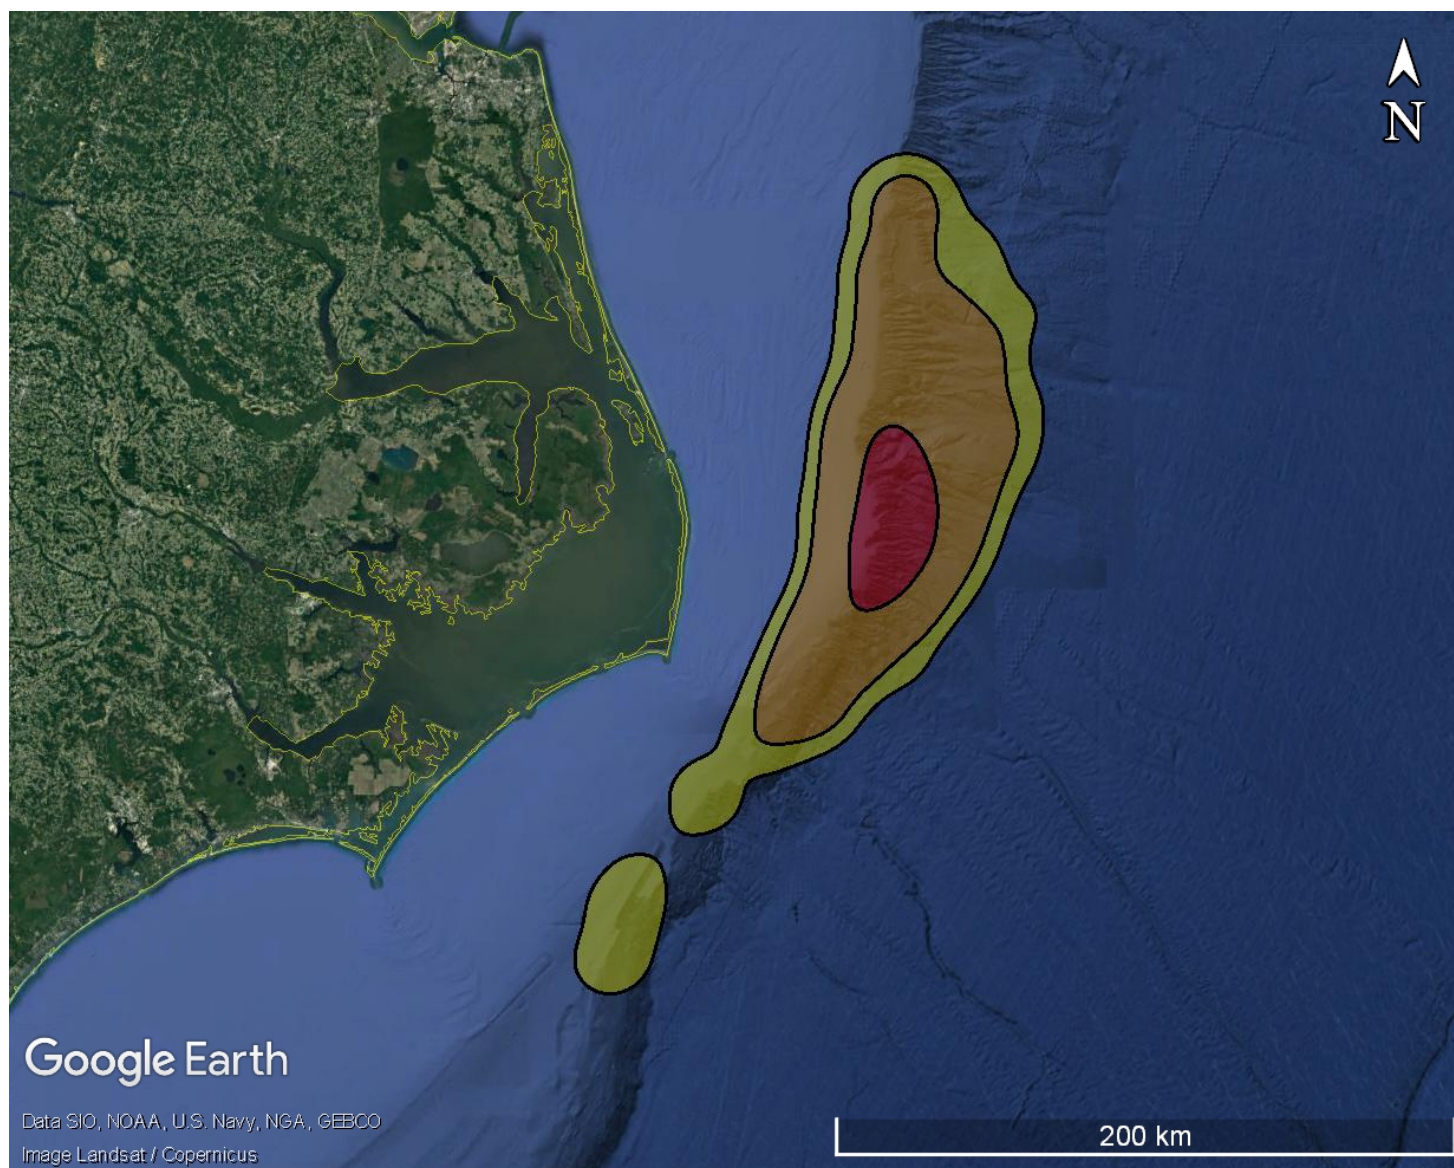 N
Google Earth
Data SIO, NOAA, U.S. Navy, NGA, GEBCO
Image Landsat / Copernicus
200 km